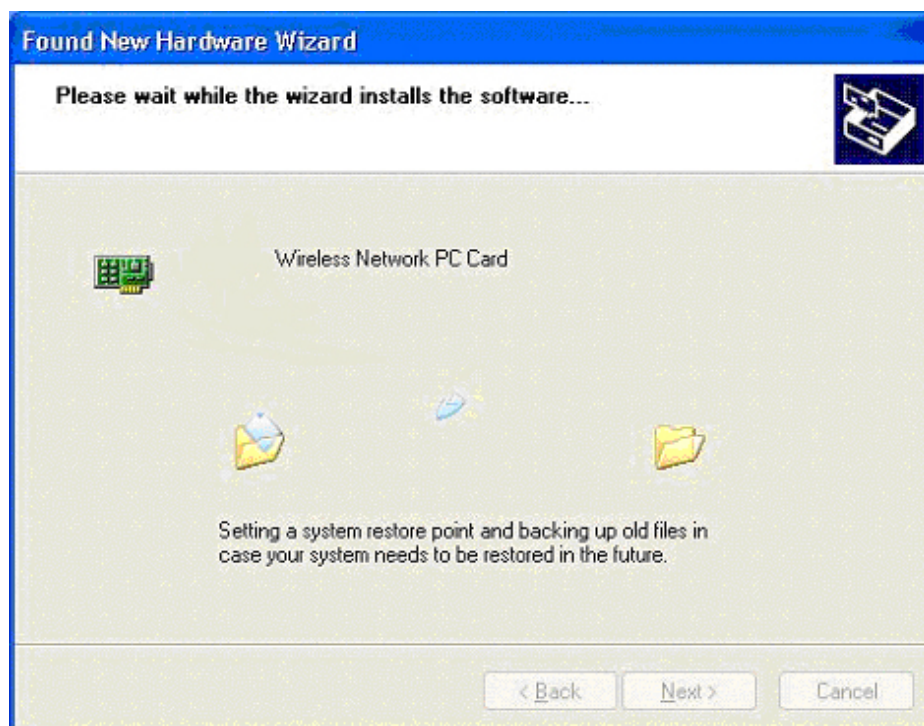 Found New Hardware Wizard
Please wait while the wizard installs the software...
Wireless Network PC Card
Setting a system restore point and backing up old files in
case your system needs to be restored in the future.
< Back Next > Cancel